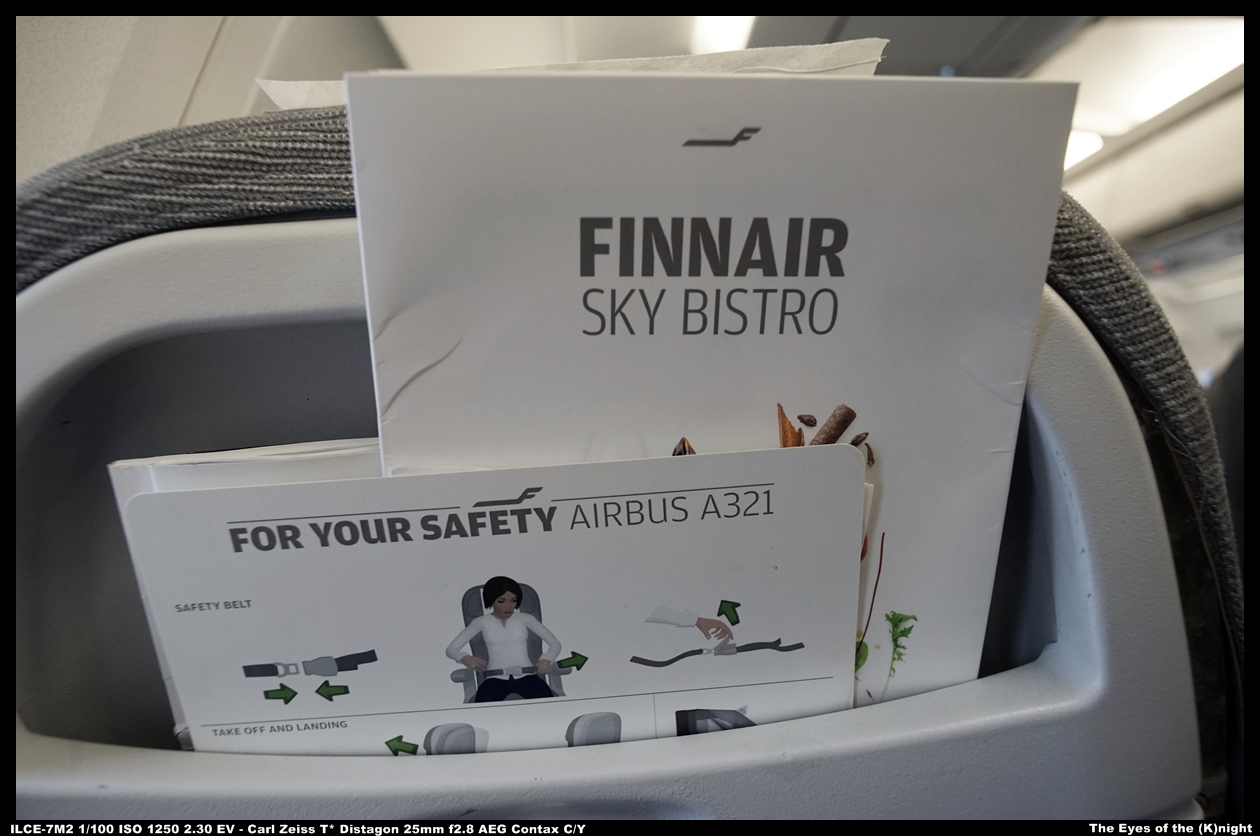 FINNAIR
SKY BISTRO
FOR YOUR SAFETY AIRBUS A321
SAFETY BELT
TAKE OFF AND LANDING
ILCE-7M2 1/100 ISO 1250 2.30 EV - Carl Zeiss T* Distagon 25mm f2.8 AEG Contax C/Y
The Eyes of the (K)night